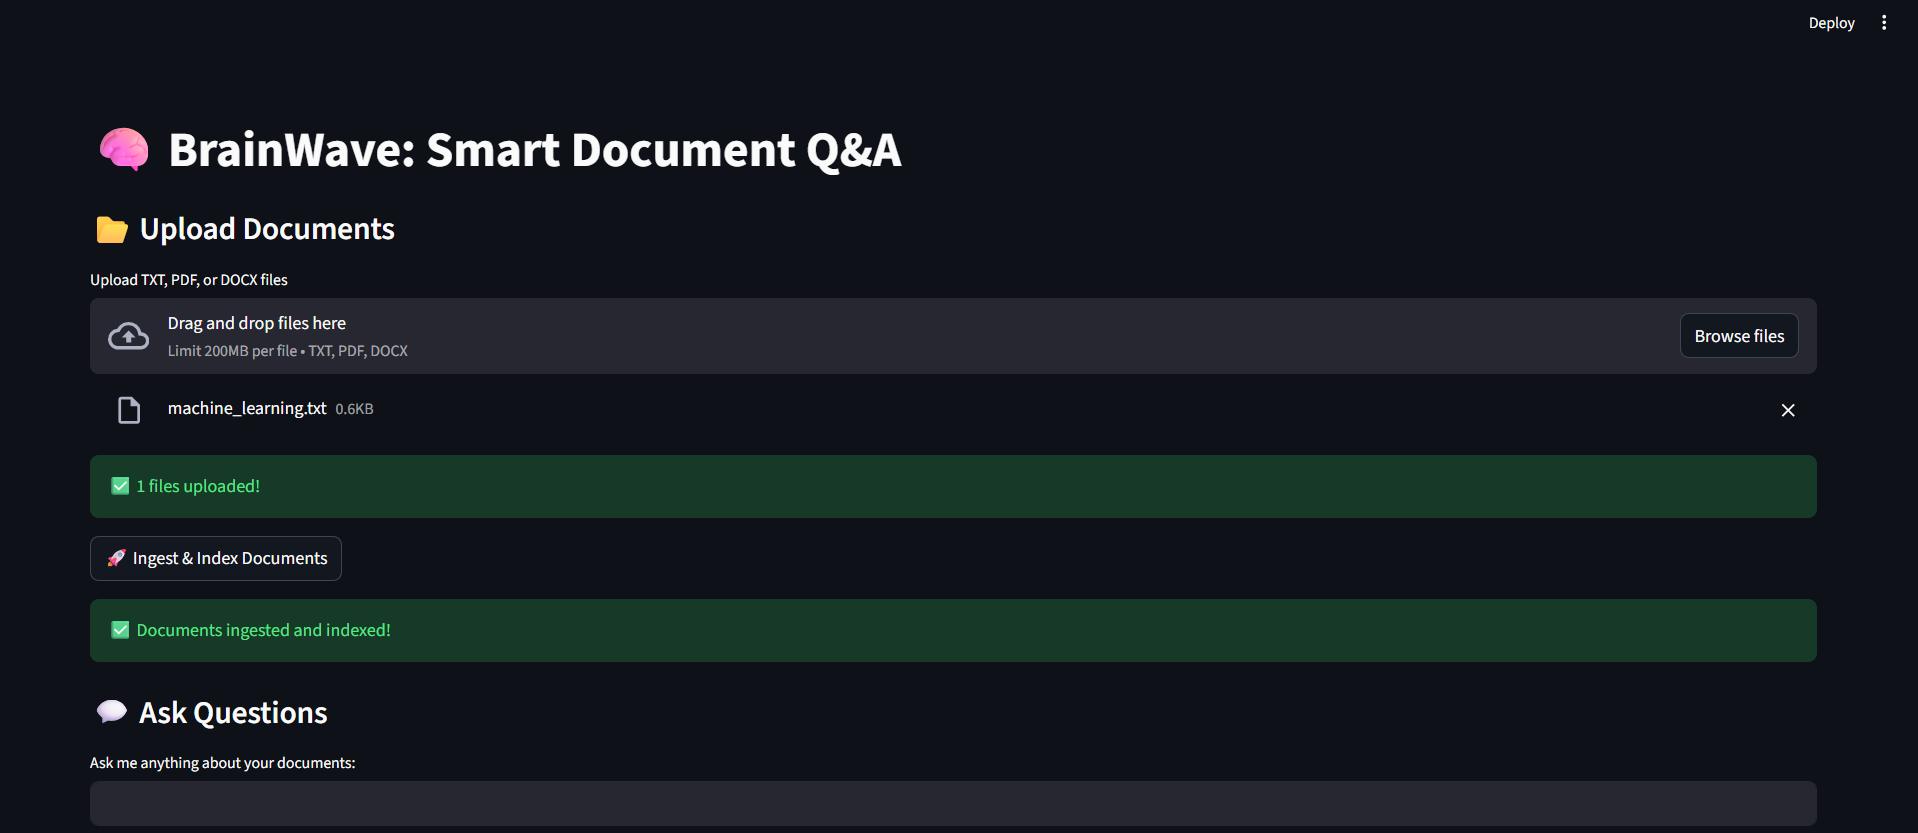 Deploy
BrainWave: Smart Document Q&A
Upload Documents
Upload TXT, PDF, or DOCX files
Drag and drop files here
Limit 200MB per file • TXT, PDF, DOCX
Browse files
machine_learning.txt 0.6KB
1 files uploaded!
Ingest & Index Documents
Documents ingested and indexed!
Ask Questions
Ask me anything about your documents: